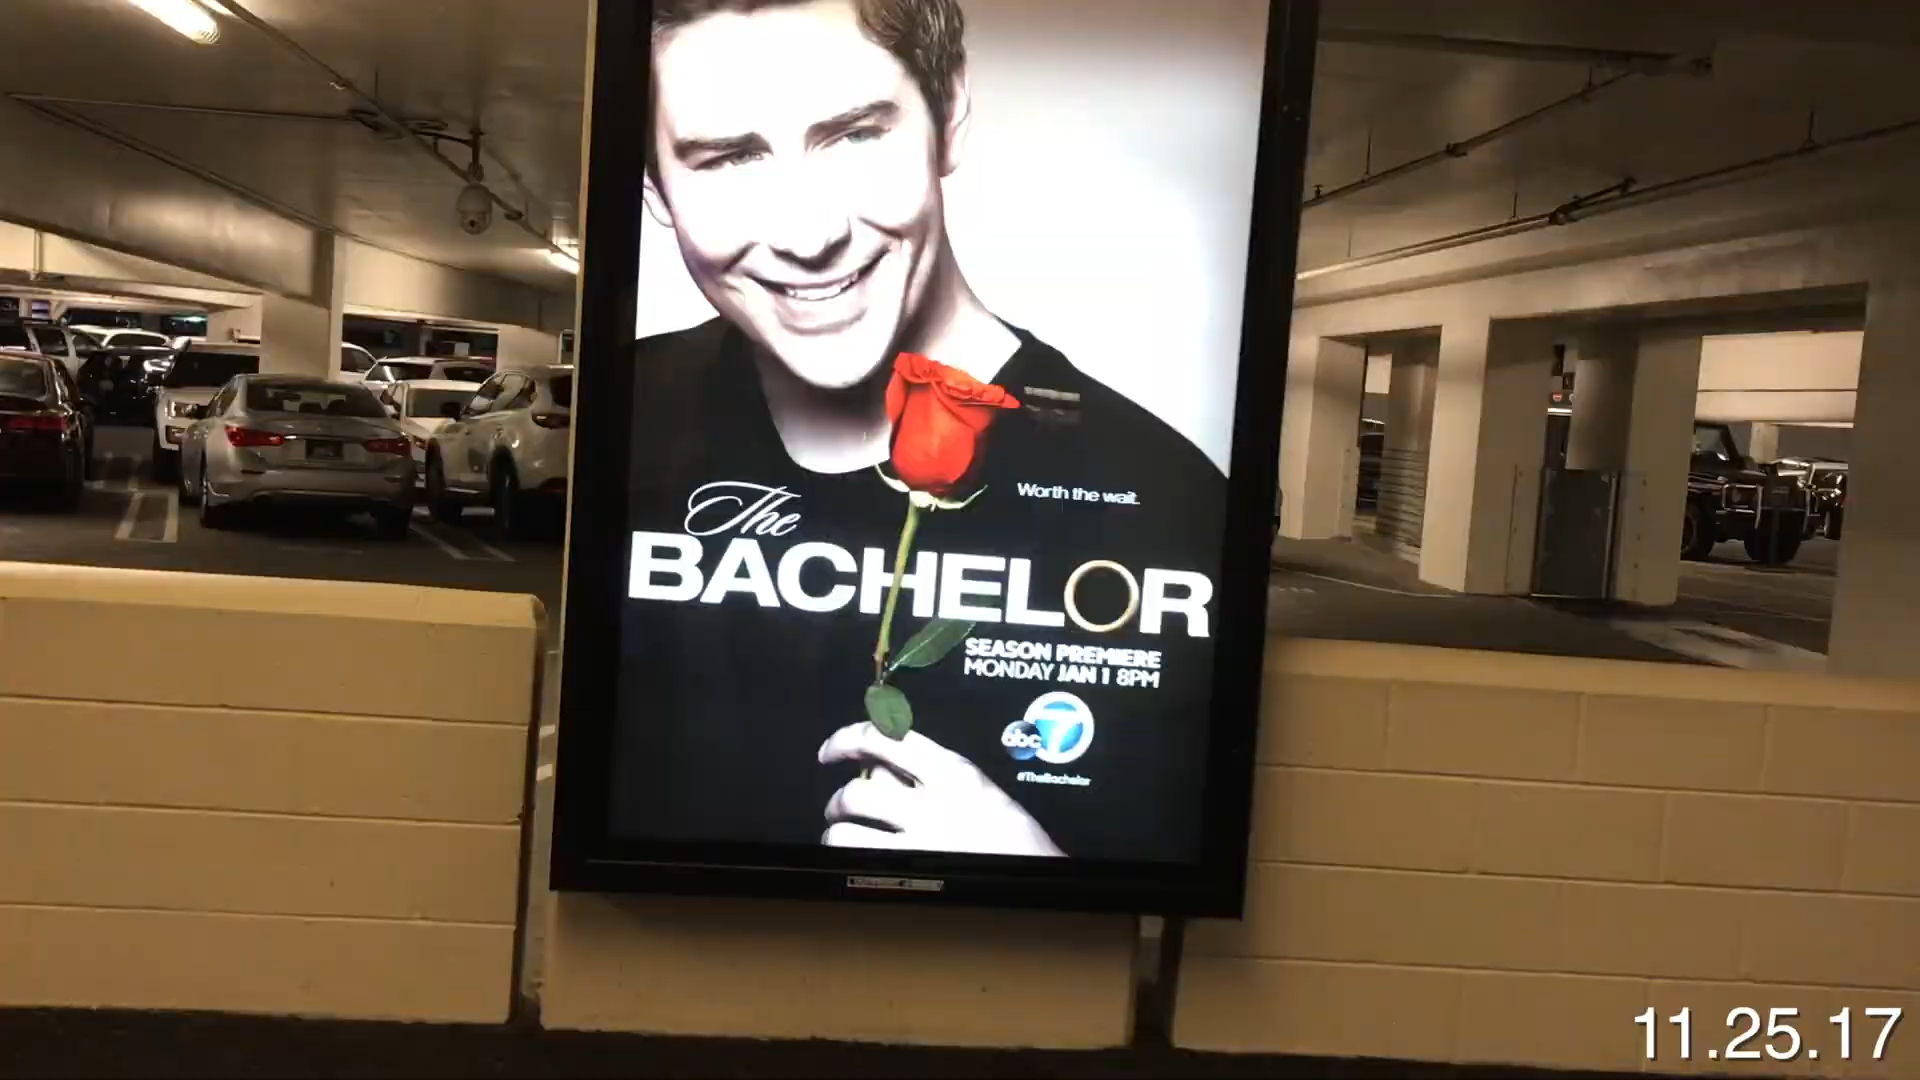 Worth the wait.
The
BACHELOR
SEASON PREMIERE
MONDAY JAN 1 8PM
abc 7
#TheBachelor
11.25.17